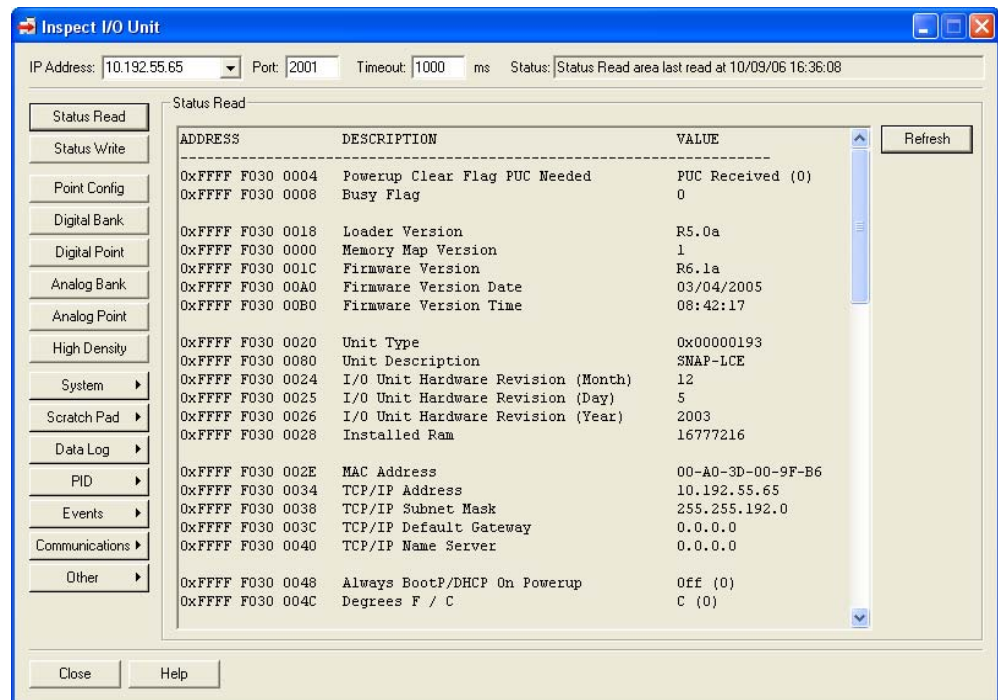 Inspect I/O Unit
IP Address: 10.192.55.65 Port: 2001 Timeout: 1000 ms Status: Status Read area last read at 10/09/06 16:36:08
Status Read
Status Write
Point Config
Digital Bank
Digital Point
Analog Bank
Analog Point
High Density
System
Scratch Pad
Data Log
PID
Events
Communications
Other
Status Read
ADDRESS DESCRIPTION VALUE
-----------------------------------------------------------------------
0xFFFF F030 0004 Powerup Clear Flag PUC Needed PUC Received (0)
0xFFFF F030 0008 Busy Flag 0
0xFFFF F030 0018 Loader Version R5.0a
0xFFFF F030 0000 Memory Map Version 1
0xFFFF F030 001C Firmware Version R6.1a
0xFFFF F030 00A0 Firmware Version Date 03/04/2005
0xFFFF F030 00B0 Firmware Version Time 08:42:17
0xFFFF F030 0020 Unit Type 0x00000193
0xFFFF F030 0080 Unit Description SNAP-LCE
0xFFFF F030 0024 I/O Unit Hardware Revision (Month) 12
0xFFFF F030 0025 I/O Unit Hardware Revision (Day) 5
0xFFFF F030 0026 I/O Unit Hardware Revision (Year) 2003
0xFFFF F030 0028 Installed Ram 16777216
0xFFFF F030 002E MAC Address 00-A0-3D-00-9F-B6
0xFFFF F030 0034 TCP/IP Address 10.192.55.65
0xFFFF F030 0038 TCP/IP Subnet Mask 255.255.192.0
0xFFFF F030 003C TCP/IP Default Gateway 0.0.0.0
0xFFFF F030 0040 TCP/IP Name Server 0.0.0.0
0xFFFF F030 0048 Always BootP/DHCP On Powerup Off (0)
0xFFFF F030 004C Degrees F / C C (0)
Refresh
Close Help